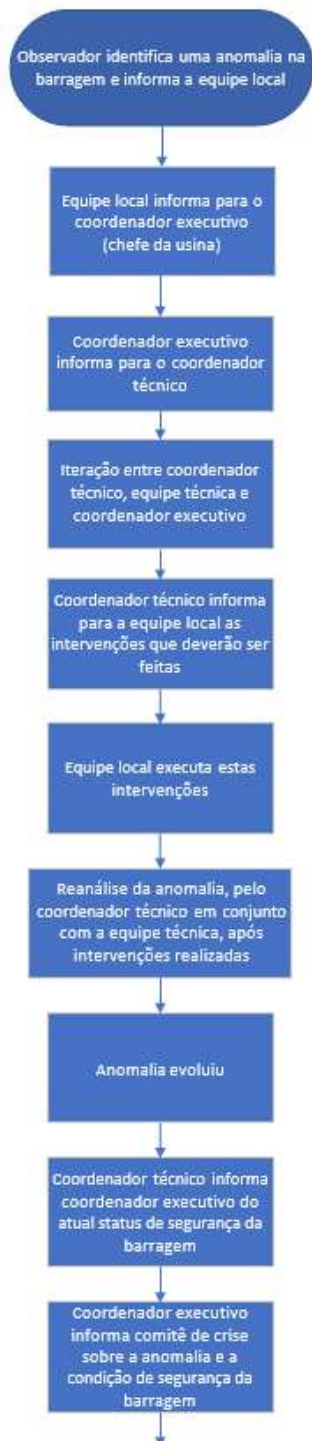 Observador identifica uma anomalia na
barragem e informa a equipe local
Equipe local informa para o
coordenador executivo
(chefe da usina)
Coordenador executivo
informa para o coordenador
técnico
Iteração entre coordenador
técnico, equipe técnica e
coordenador executivo
Coordenador técnico informa
para a equipe local as
intervenções que deverão ser
feitas
Equipe local executa estas
intervenções
Reanálise da anomalia, pelo
coordenador técnico em conjunto
com a equipe técnica, após
intervenções realizadas
Anomalia evoluiu
Coordenador técnico informa
coordenador executivo do
atual status de segurança da
barragem
Coordenador executivo
informa comitê de crise
sobre a anomalia e a
condição de segurança da
barragem